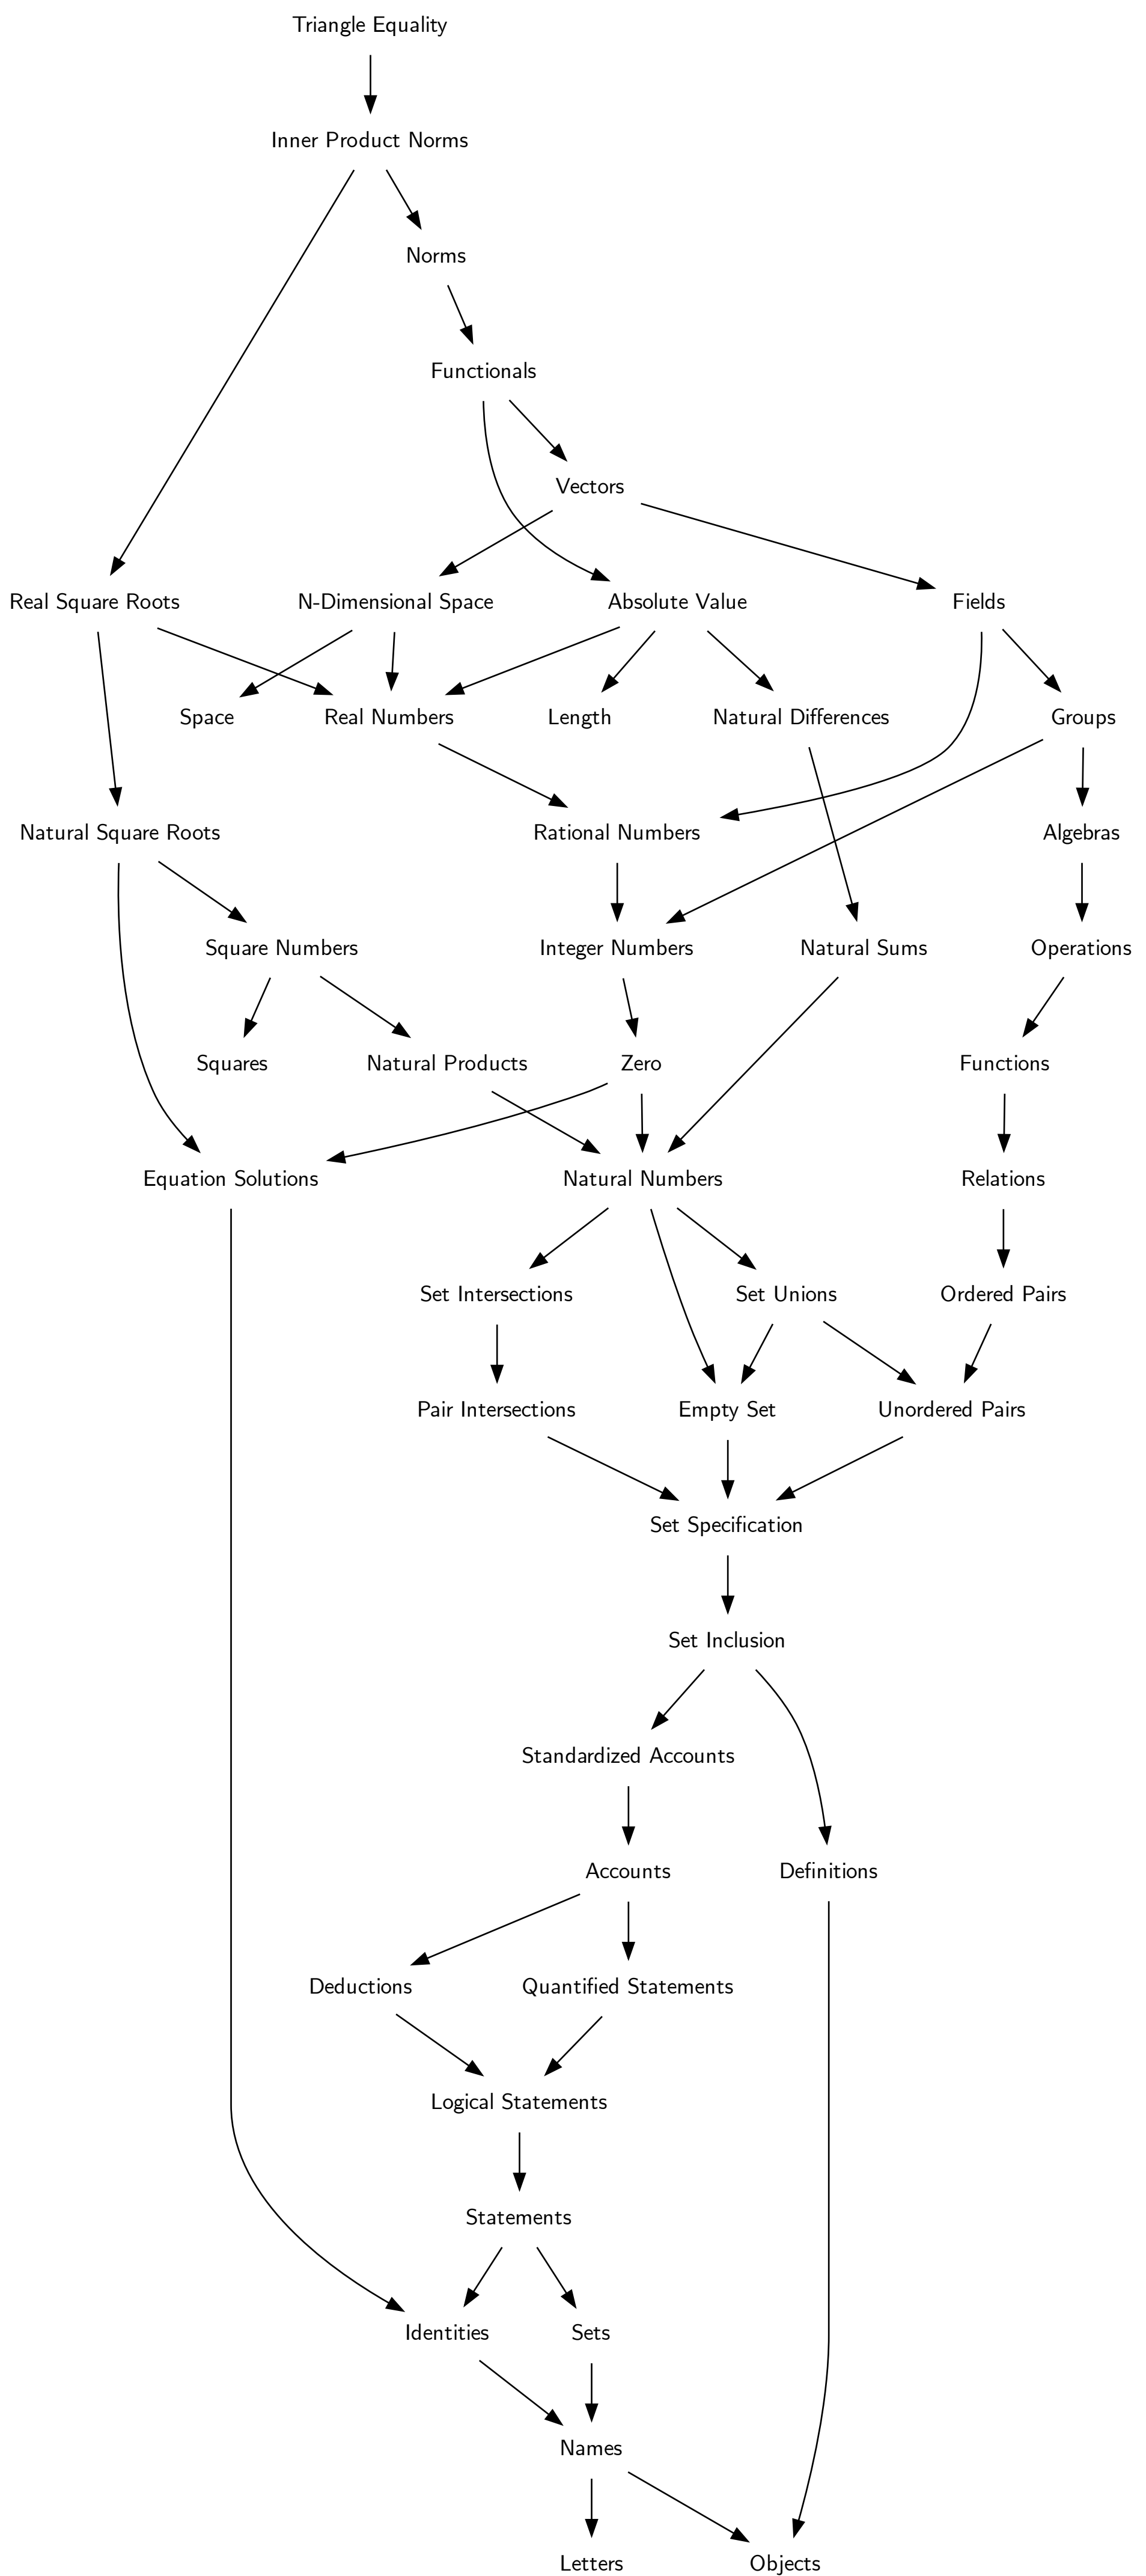 Triangle Equality
Inner Product Norms
Norms
Functionals
Vectors
Real Square Roots
N-Dimensional Space
Absolute Value
Fields
Space
Real Numbers
Length
Natural Differences
Groups
Natural Square Roots
Rational Numbers
Algebras
Square Numbers
Integer Numbers
Natural Sums
Operations
Squares
Natural Products
Zero
Functions
Equation Solutions
Natural Numbers
Relations
Set Intersections
Set Unions
Ordered Pairs
Pair Intersections
Empty Set
Unordered Pairs
Set Specification
Set Inclusion
Standardized Accounts
Accounts
Definitions
Deductions
Quantified Statements
Logical Statements
Statements
Identities
Sets
Names
Letters
Objects